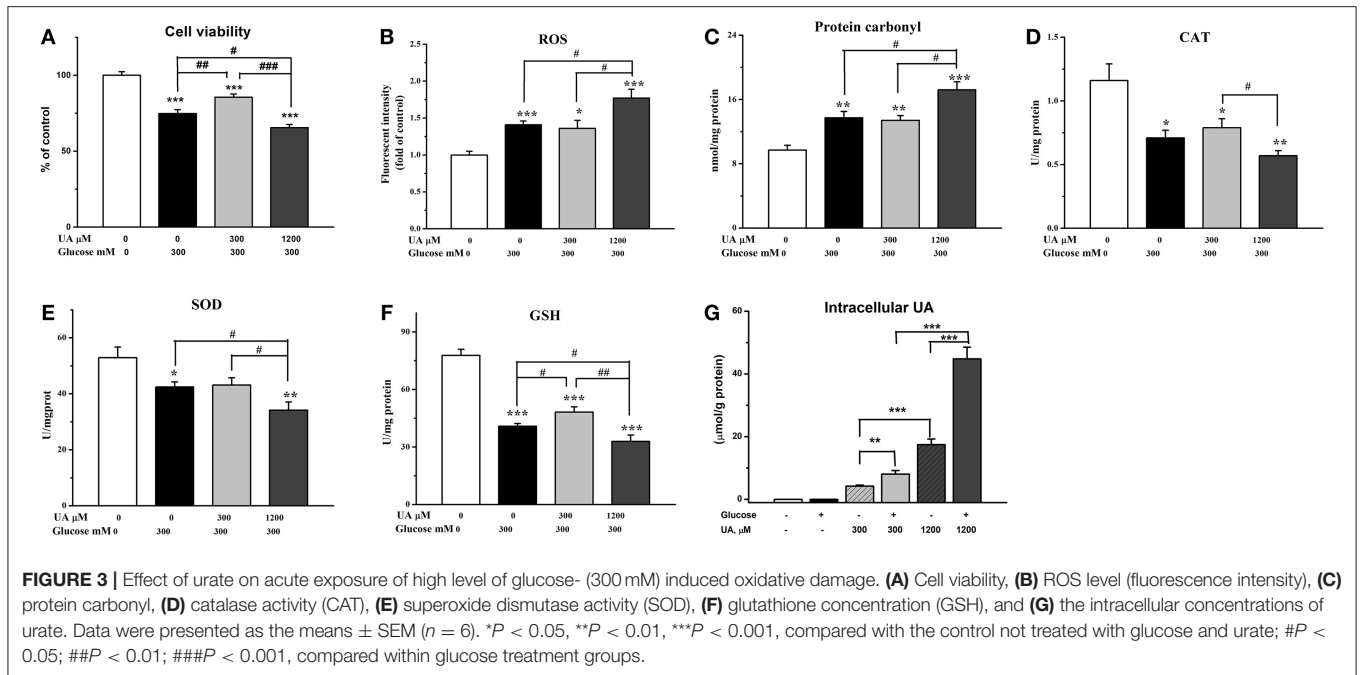 A
Cell viability
#
##
###
***
***
***
% of control
100
75
50
25
0
UA μM 0 0 300 1200
Glucose mM 0 300 300 300
B
ROS
#
#
***
*
***
Fluorescent intensity
(fold of control)
2.5
2.0
1.5
1.0
0.5
0.0
UA μM 0 0 300 1200
Glucose mM 0 300 300 300
C
Protein carbonyl
#
#
**
**
***
nmol/mg protein
24
20
16
12
8
4
0
UA μM 0 0 300 1200
Glucose mM 0 300 300 300
D
CAT
#
*
*
**
U/mg protein
1.5
1.0
0.5
0.0
UA μM 0 0 300 1200
Glucose mM 0 300 300 300
E
SOD
#
#
*
**
U/mgprot
60
40
20
0
UA μM 0 0 300 1200
Glucose mM 0 300 300 300
F
GSH
#
#
##
***
***
***
U/mg protein
90
60
30
0
UA μM 0 0 300 1200
Glucose mM 0 300 300 300
G
Intracellular UA
***
***
***
**
(μmol/g protein)
60
40
20
0
Glucose - + - + - +
UA, μM - - 300 300 1200 1200
FIGURE 3 | Effect of urate on acute exposure of high level of glucose- (300 mM) induced oxidative damage. (A) Cell viability, (B) ROS level (fluorescence intensity), (C)
protein carbonyl, (D) catalase activity (CAT), (E) superoxide dismutase activity (SOD), (F) glutathione concentration (GSH), and (G) the intracellular concentrations of
urate. Data were presented as the means ± SEM (n = 6). *P < 0.05, **P < 0.01, ***P < 0.001, compared with the control not treated with glucose and urate; #P <
0.05; ##P < 0.01; ###P < 0.001, compared within glucose treatment groups.